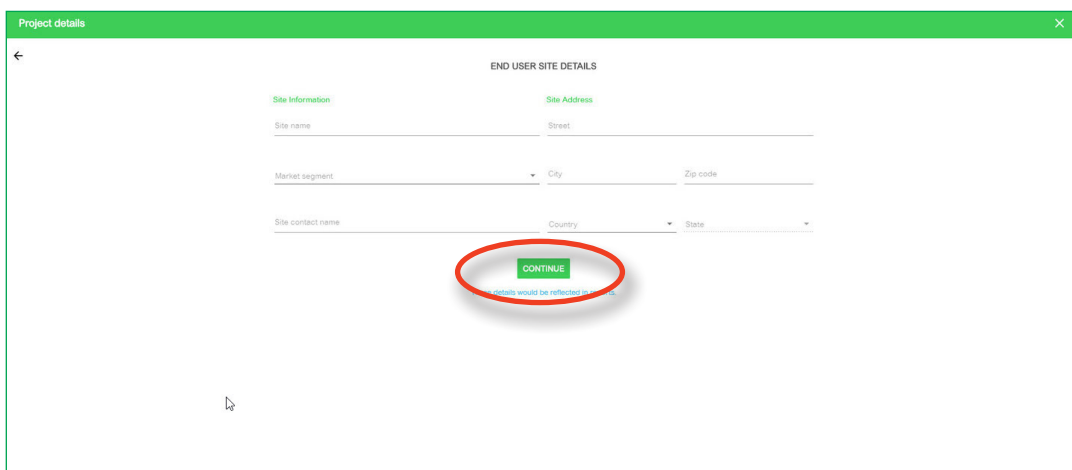 Project details
END USER SITE DETAILS
Site Information
Site Address
Site name
Street
Market segment
City
Zip code
Site contact name
Country
State
CONTINUE
details would be reflected in